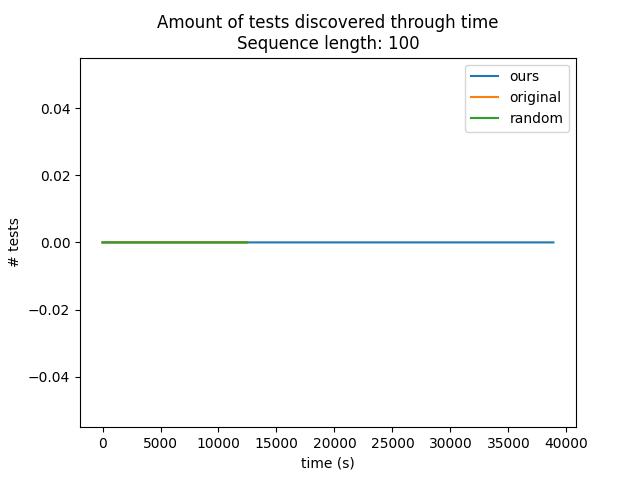 Amount of tests discovered through time
Sequence length: 100
ours
original
random
0.04
0.02
0.00
−0.02
−0.04
# tests
0 5000 10000 15000 20000 25000 30000 35000 40000
time (s)